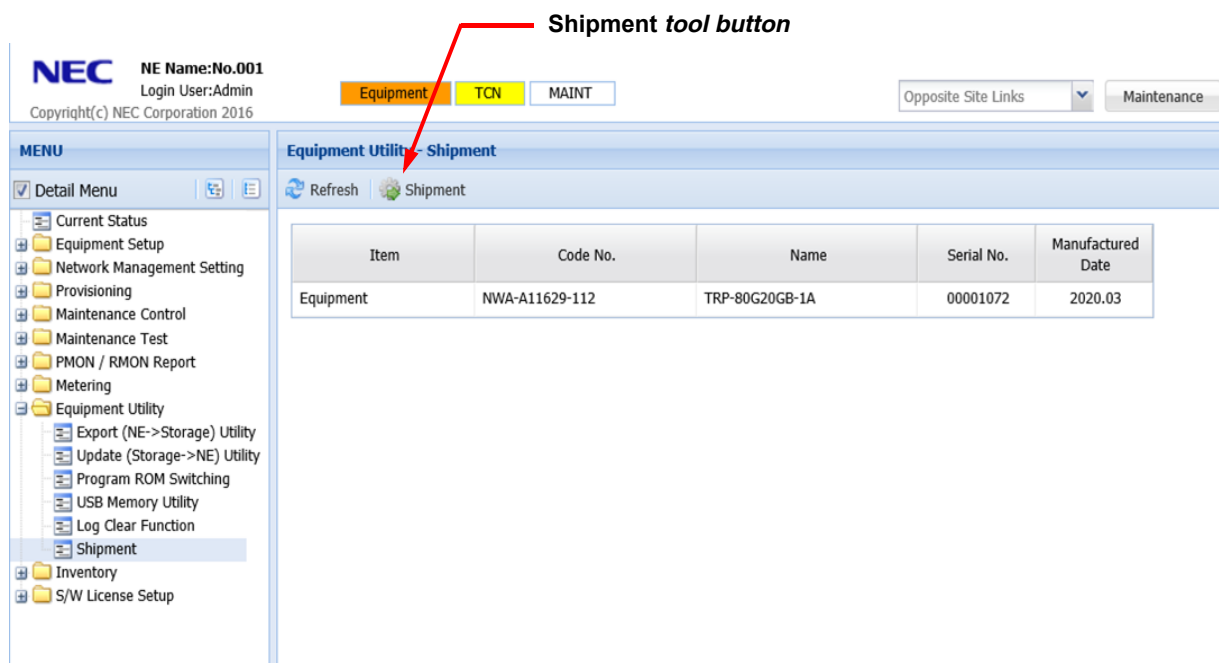 Shipment tool button
NEC
NE Name:No.001
Login User:Admin
Copyright(c) NEC Corporation 2016
Equipment TCN MAINT
Opposite Site Links
Maintenance
MENU
Detail Menu
Current Status
Equipment Setup
Network Management Setting
Provisioning
Maintenance Control
Maintenance Test
PMON / RMON Report
Metering
Equipment Utility
Export (NE->Storage) Utility
Update (Storage->NE) Utility
Program ROM Switching
USB Memory Utility
Log Clear Function
Shipment
Inventory
S/W License Setup
Equipment Utility - Shipment
Refresh Shipment
Item Code No. Name Serial No. Manufactured
Date
Equipment NWA-A11629-112 TRP-80G20GB-1A 00001072 2020.03